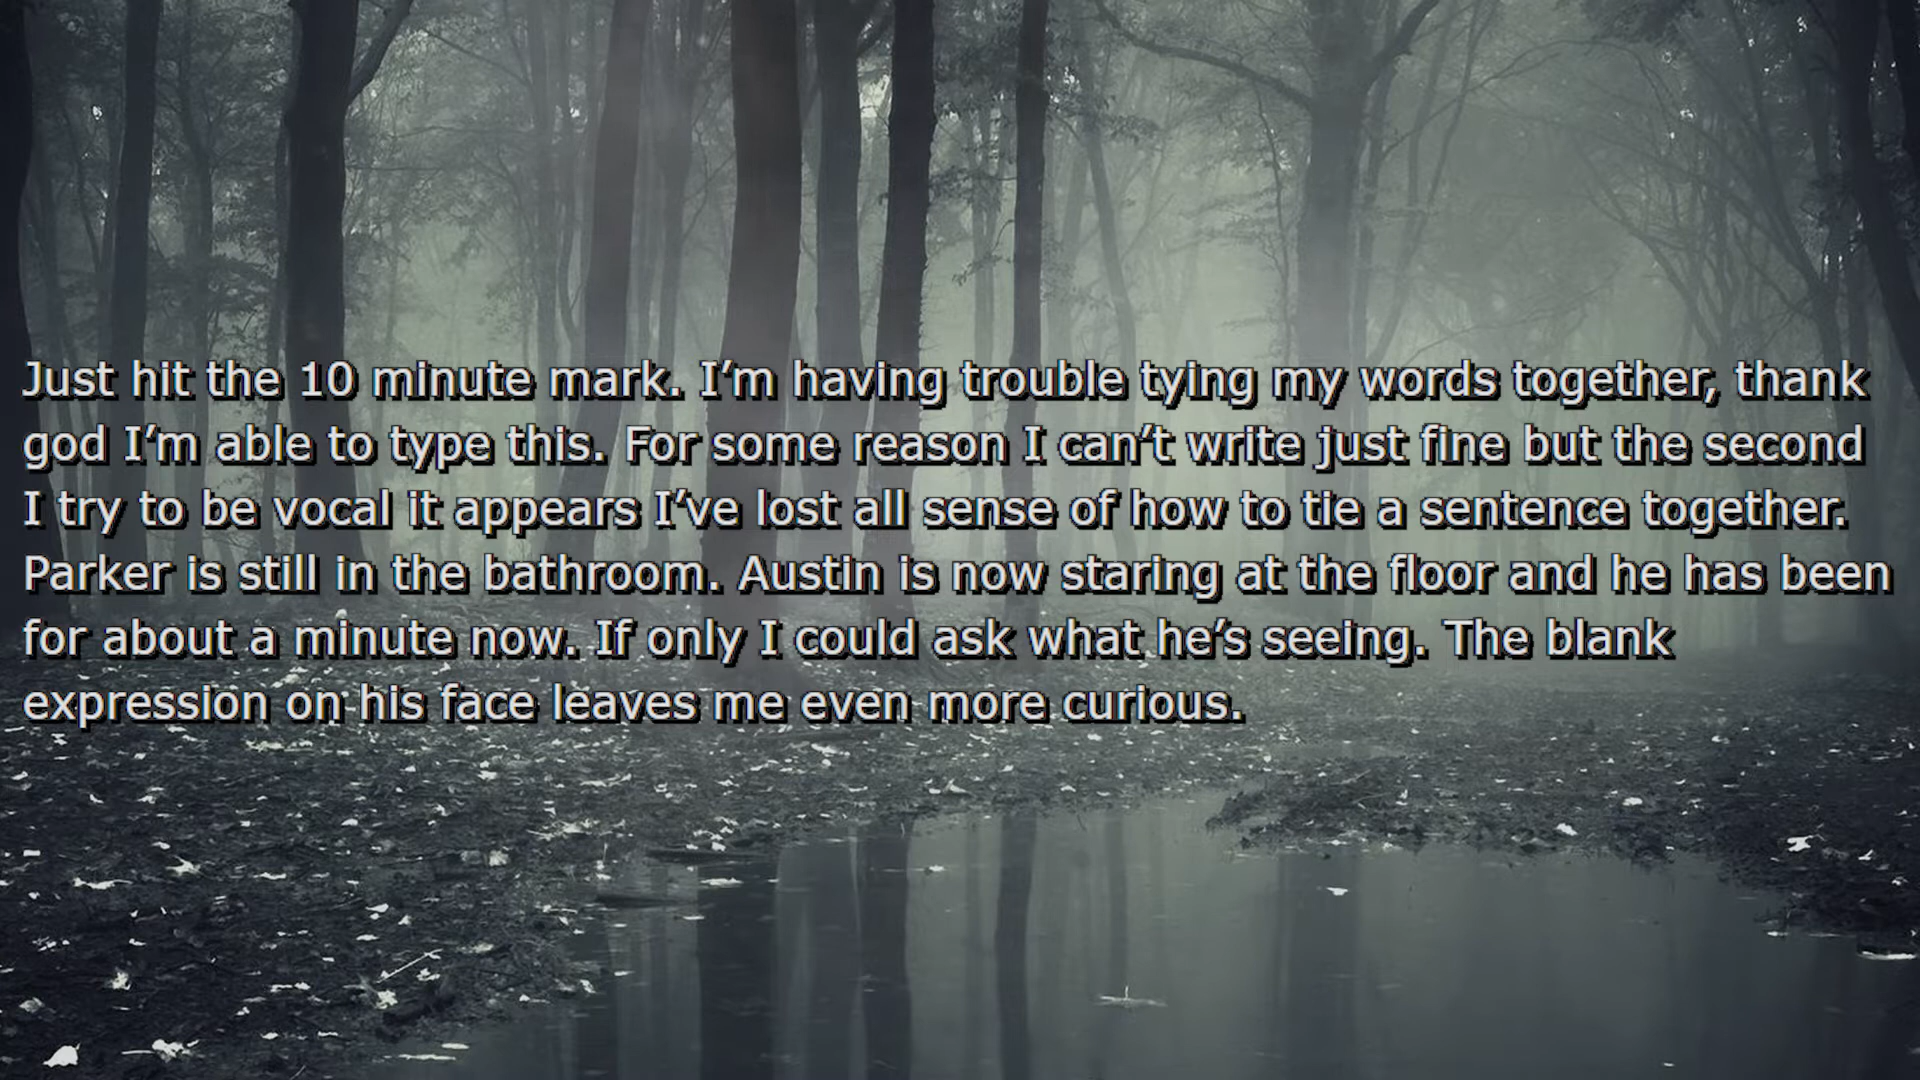 Just hit the 10 minute mark. I’m having trouble tying my words together, thank
god I’m able to type this. For some reason I can’t write just fine but the second
I try to be vocal it appears I’ve lost all sense of how to tie a sentence together.
Parker is still in the bathroom. Austin is now staring at the floor and he has been
for about a minute now. If only I could ask what he’s seeing. The blank
expression on his face leaves me even more curious.